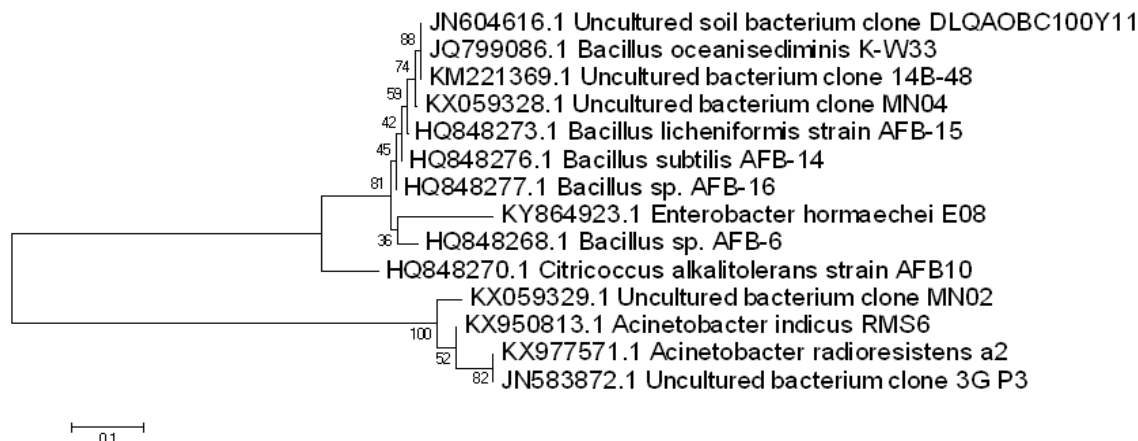 JN604616.1 Uncultured soil bacterium clone DLQAOBC100Y11
88
JQ799086.1 Bacillus oceanisediminis K-W33
74
KM221369.1 Uncultured bacterium clone 14B-48
59
KX059328.1 Uncultured bacterium clone MN04
42
HQ848273.1 Bacillus licheniformis strain AFB-15
45
HQ848276.1 Bacillus subtilis AFB-14
81
HQ848277.1 Bacillus sp. AFB-16
KY864923.1 Enterobacter hormaechei E08
36
HQ848268.1 Bacillus sp. AFB-6
HQ848270.1 Citricoccus alkalitolerans strain AFB10
KX059329.1 Uncultured bacterium clone MN02
100
KX950813.1 Acinetobacter indicus RMS6
52
KX977571.1 Acinetobacter radioresistens a2
82
JN583872.1 Uncultured bacterium clone 3G P3
0.1